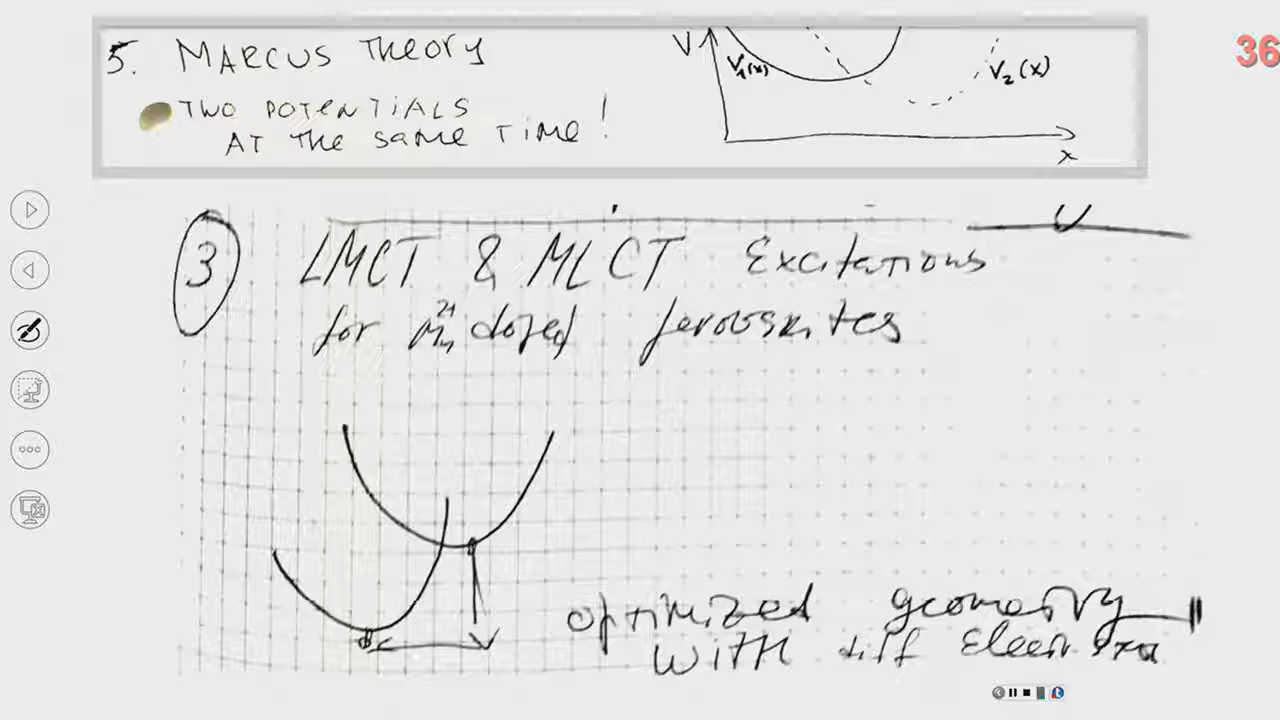 5. MARCUS Theory
TWO POTENTIALS
AT THE SAME TIME!
V
V₁(x)
V₂(x)
x
36
3 LMCT & MLCT Excitations
for Mn²⁺ doped perovskites
optimized geometry
with diff